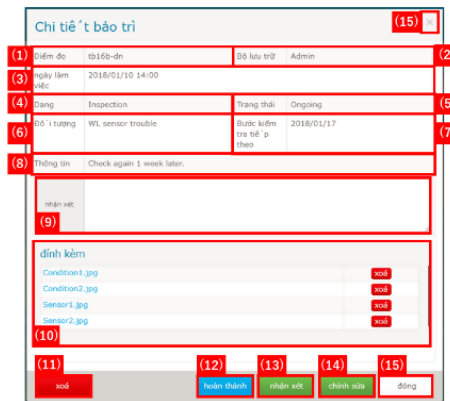 Chi tiế´t bảo trì
(15) ×
(1) Điểm đo tb16b-dn Bộ lưu trữ Admin (2
(3) ngày làm việc 2018/01/10 14:00
(4) Dạng Inspection Trạng thái Ongoing (5
(6) Đố´i tượng WL sensor trouble Bước kiểm tra tiế´p theo 2018/01/17 (7
(8) Thông tin Check again 1 week later.
nhận xét
(9)
đính kèm
Condition1.jpg xoá
Condition2.jpg xoá
Sensor1.jpg xoá
Sensor2.jpg xoá
(10)
(11) (12) (13) (14) (15)
xoá hoàn thành nhận xét chỉnh sửa đóng